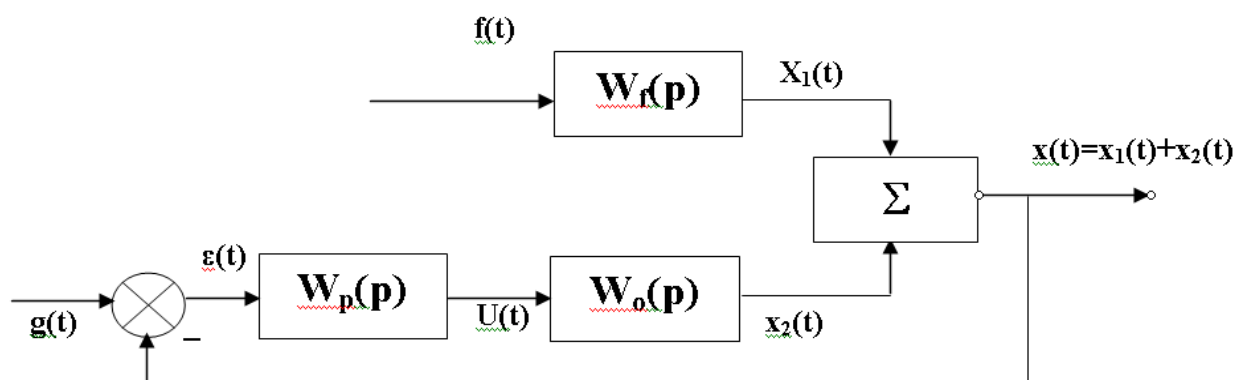 f(t)
W_f(p)
X₁(t)
x(t)=x₁(t)+x₂(t)
Σ
ε(t)
W_p(p)
W_o(p)
g(t)
–
U(t)
x₂(t)